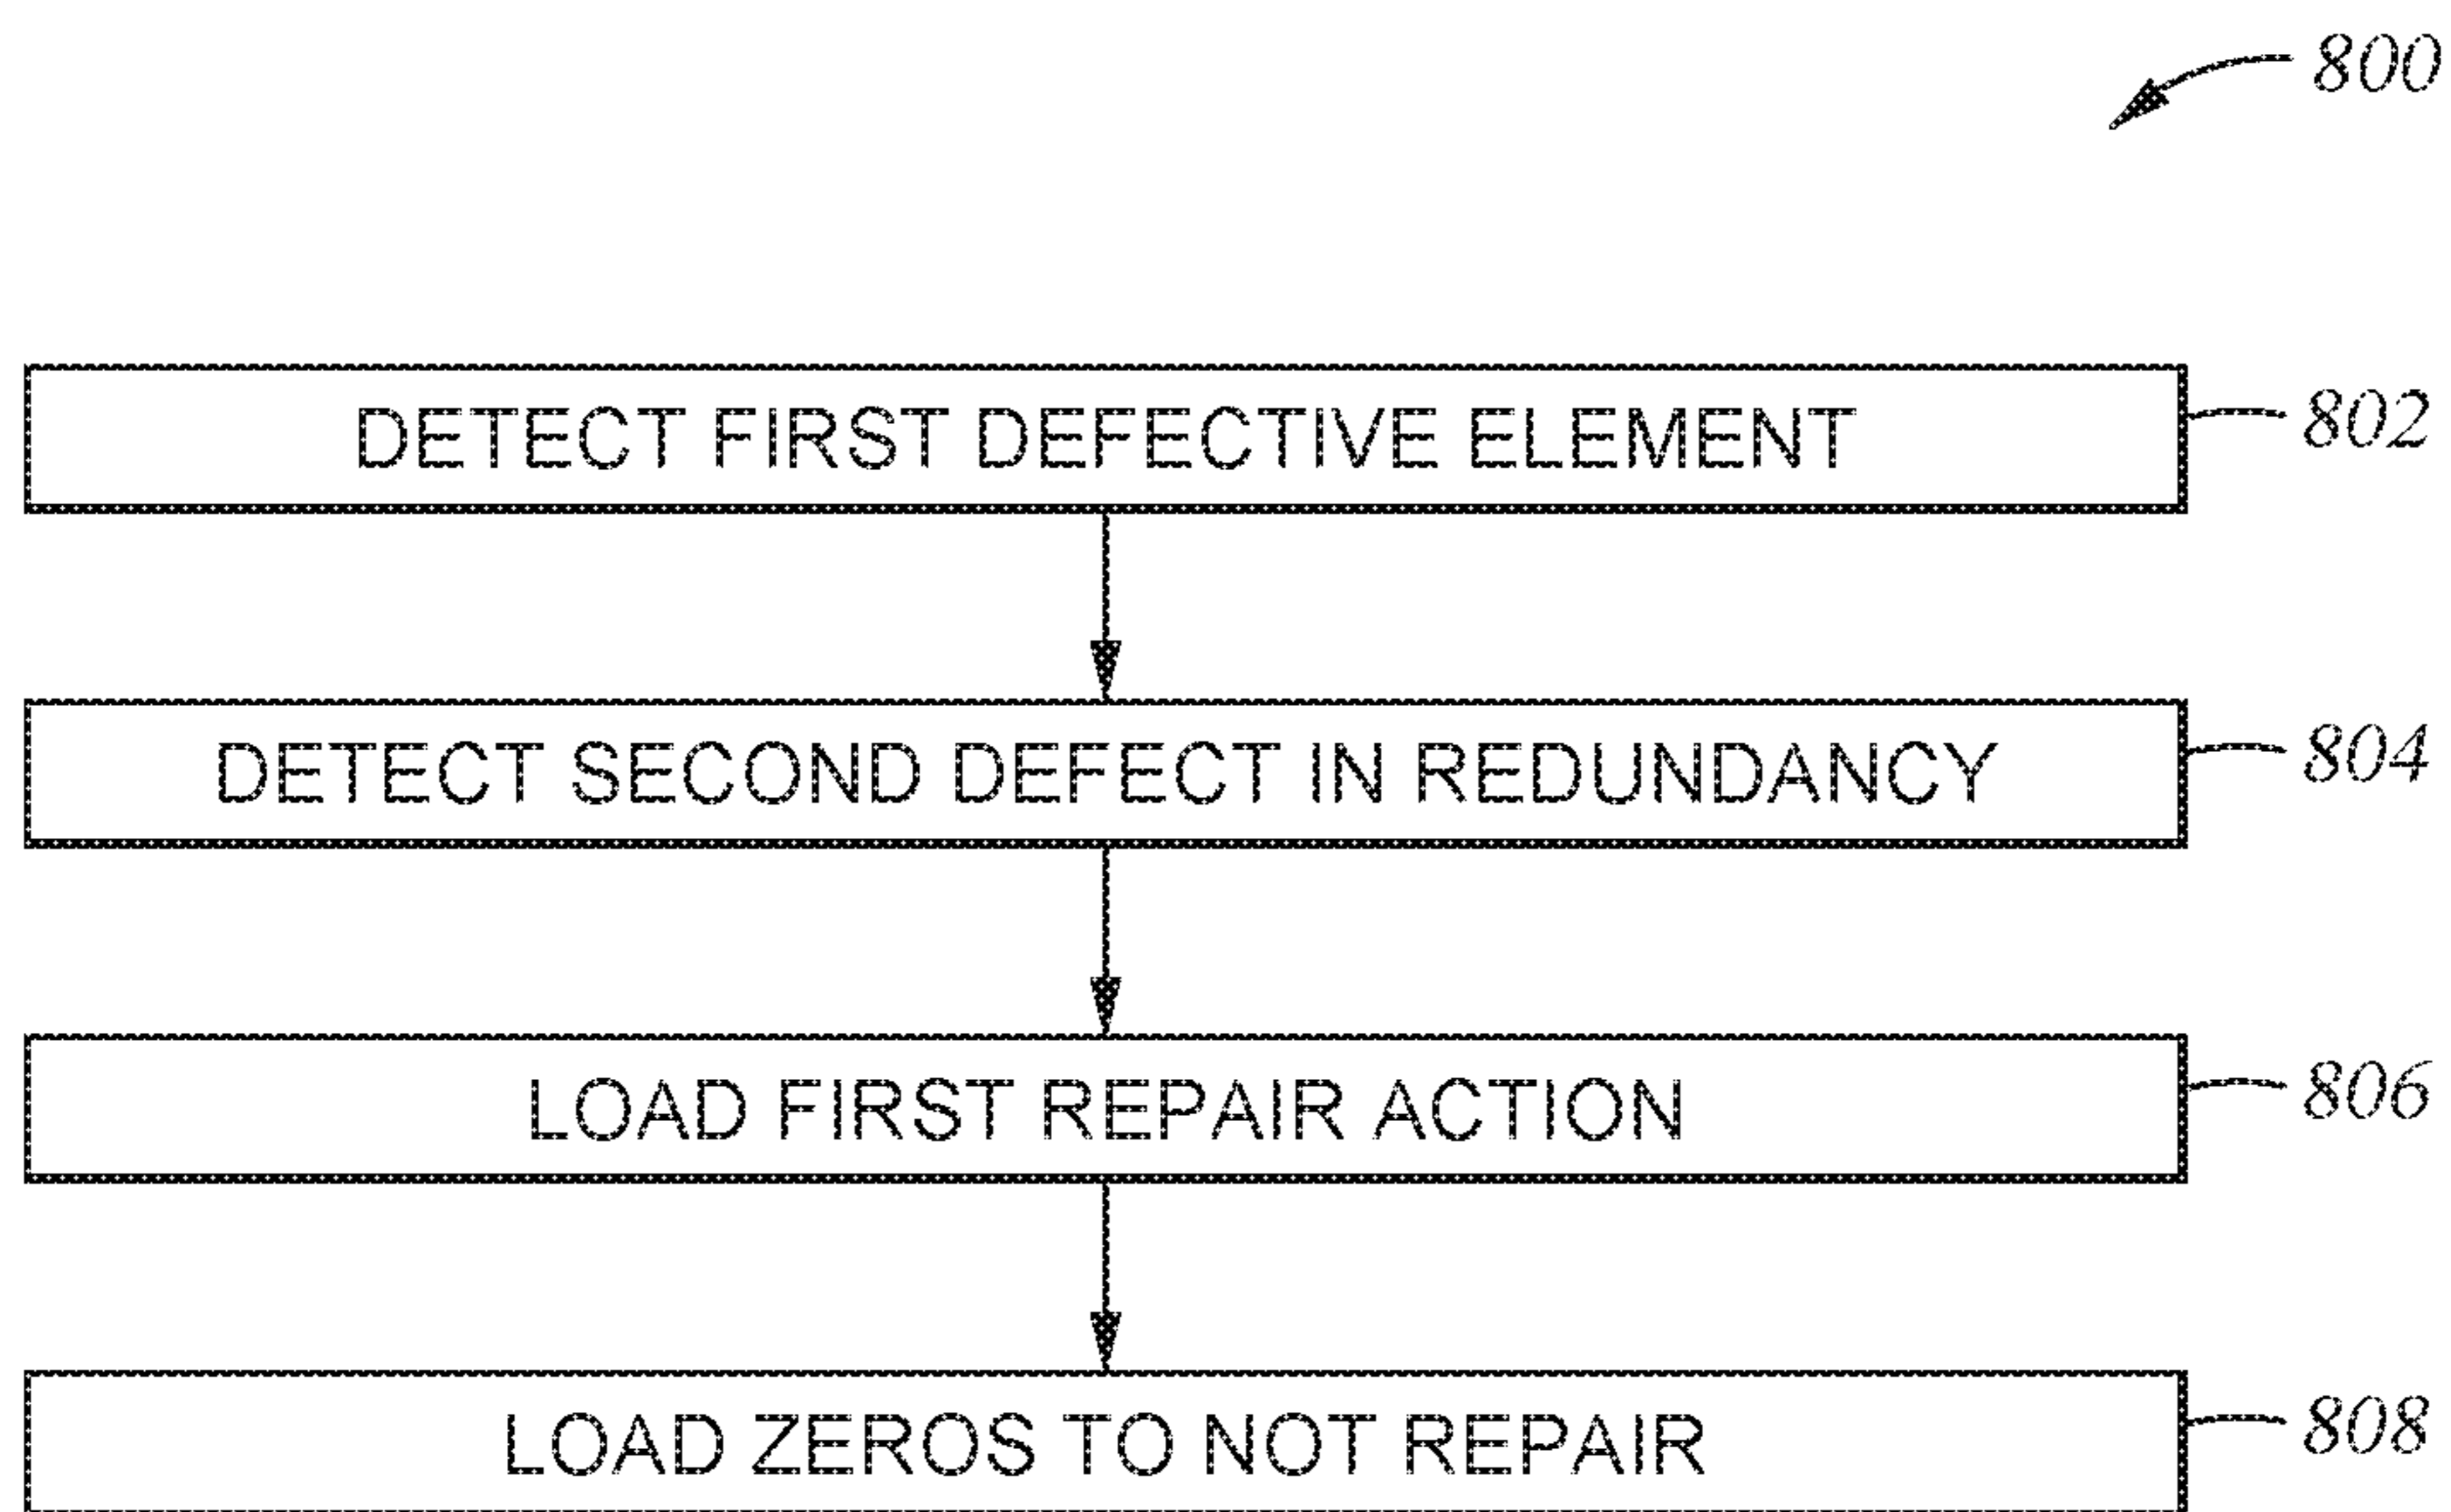 800
DETECT FIRST DEFECTIVE ELEMENT 802
DETECT SECOND DEFECT IN REDUNDANCY 804
LOAD FIRST REPAIR ACTION 806
LOAD ZEROS TO NOT REPAIR 808